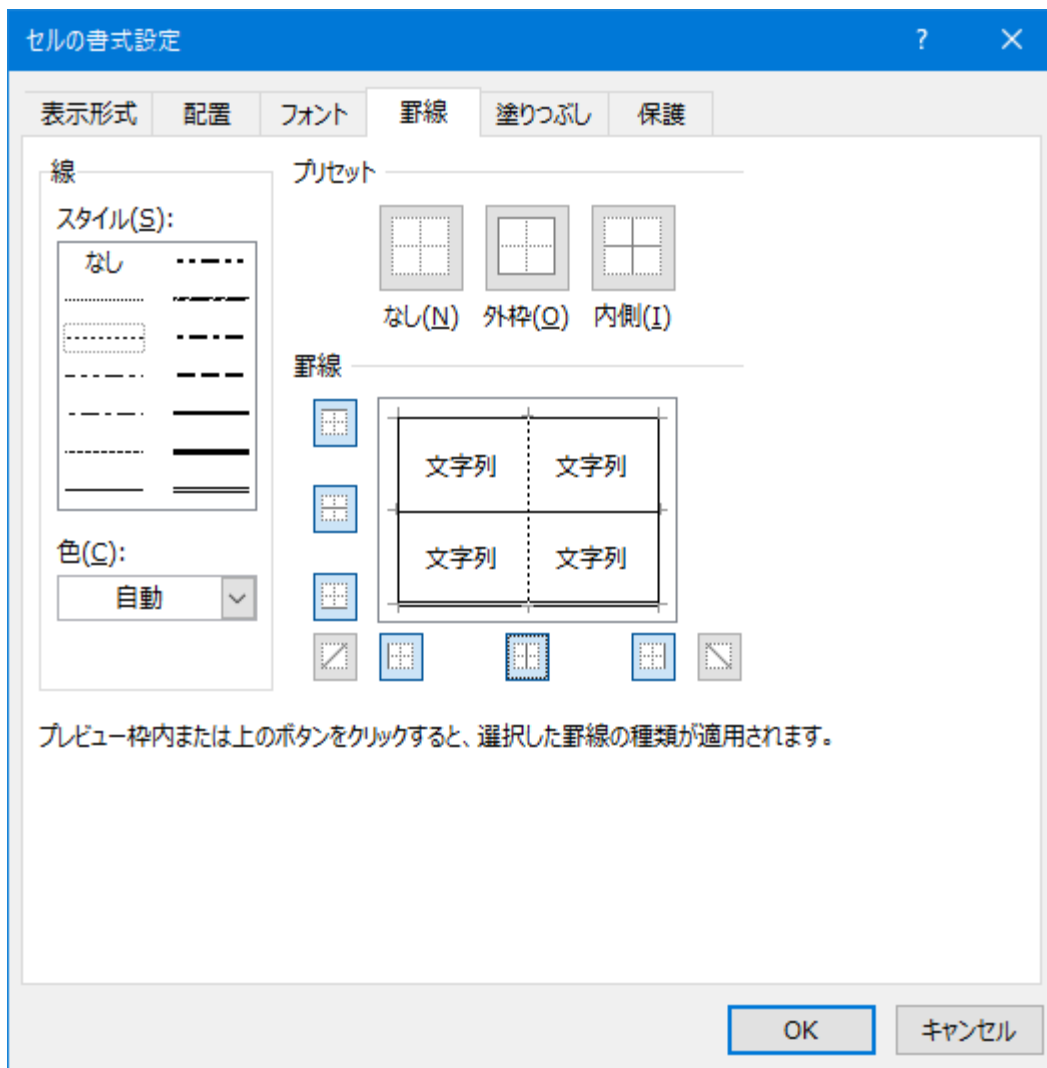 セルの書式設定 ? ×
表示形式 配置 フォント 罫線 塗りつぶし 保護
線
スタイル(S):
なし
色(C):
自動
プリセット
なし(N) 外枠(O) 内側(I)
罫線
文字列 文字列
文字列 文字列
プレビュー枠内または上のボタンをクリックすると、選択した罫線の種類が適用されます。
OK キャンセル